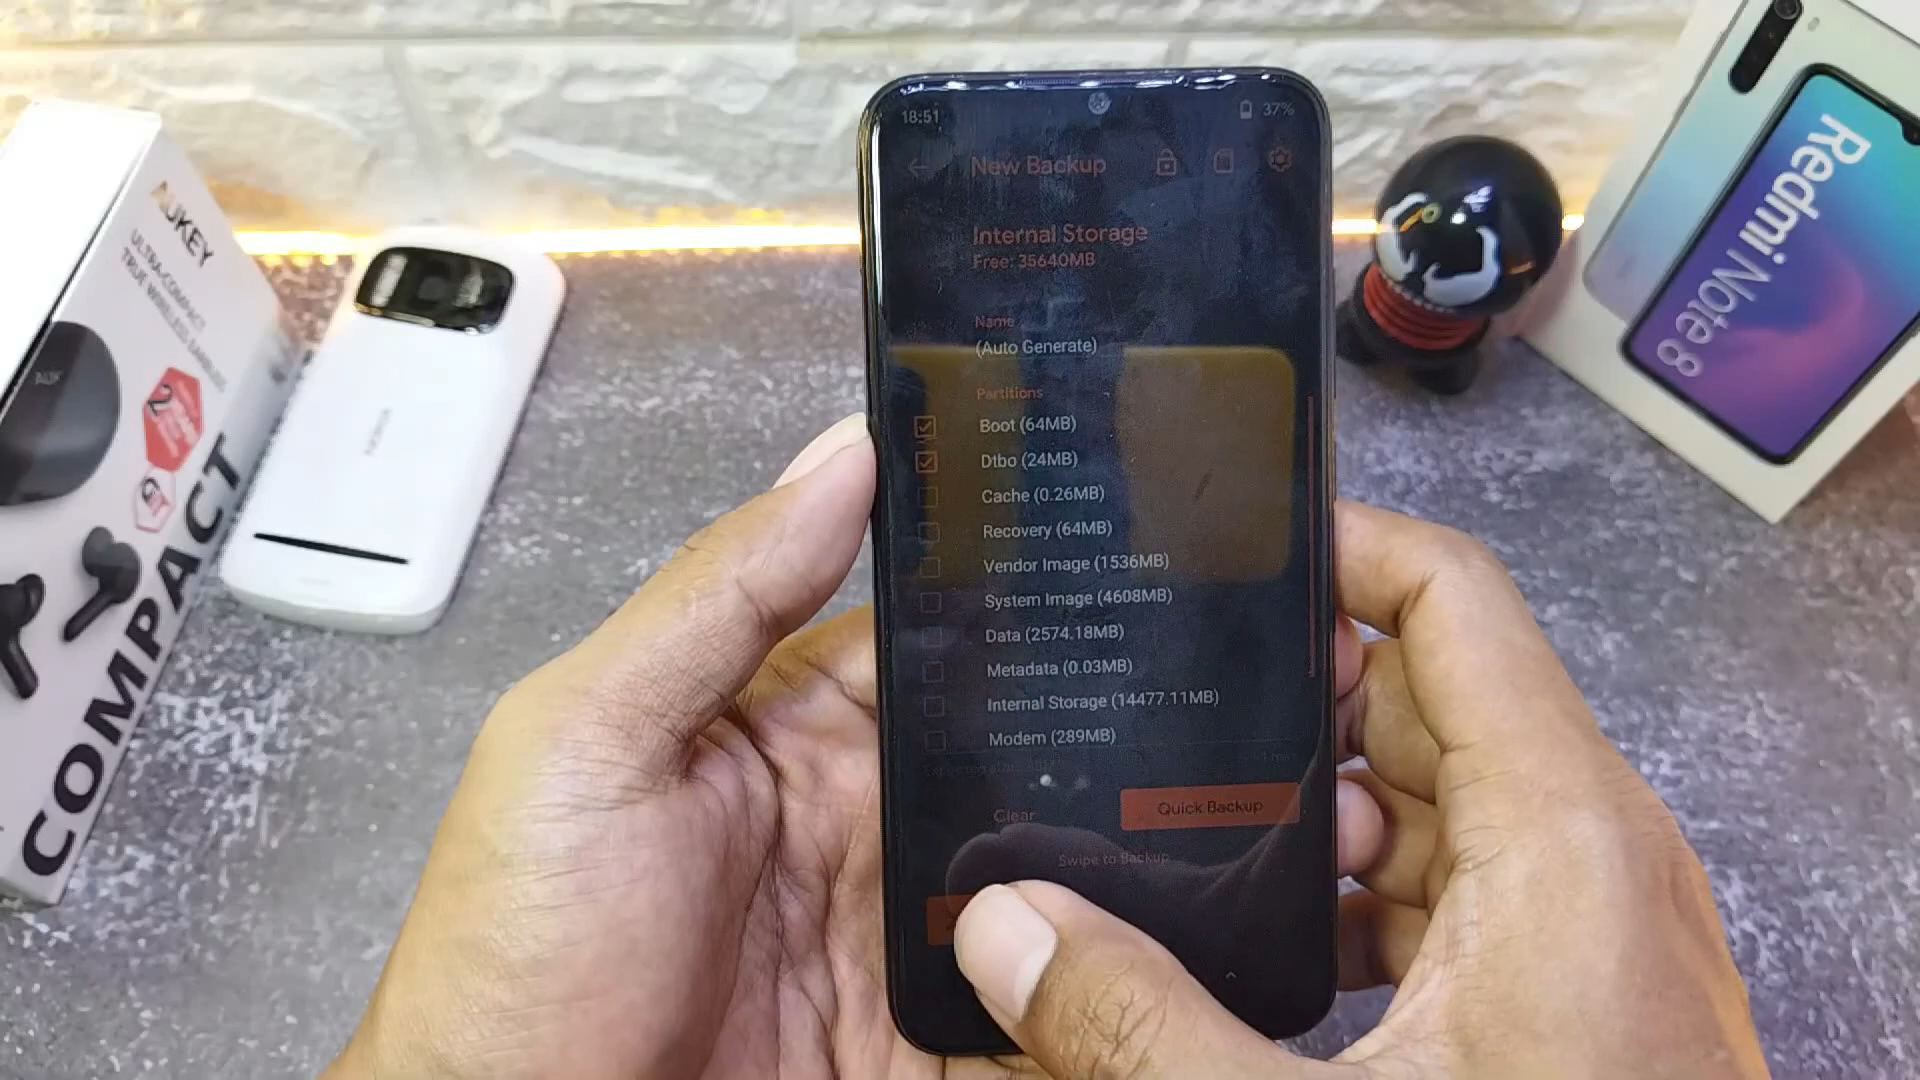 18:51
37%
New Backup
Internal Storage
Free: 35640MB
Name
(Auto Generate)
Partitions
Boot (64MB)
Dtbo (24MB)
Cache (0.26MB)
Recovery (64MB)
Vendor Image (1536MB)
System Image (4608MB)
Data (2574.18MB)
Metadata (0.03MB)
Internal Storage (14477.11MB)
Modem (289MB)
Clear
Quick Backup
Swipe to Backup
AUKEY
ULTRA-COMPACT
TRUE WIRELESS EARBUDS
2
COMPACT
NOKIA
Redmi Note 8